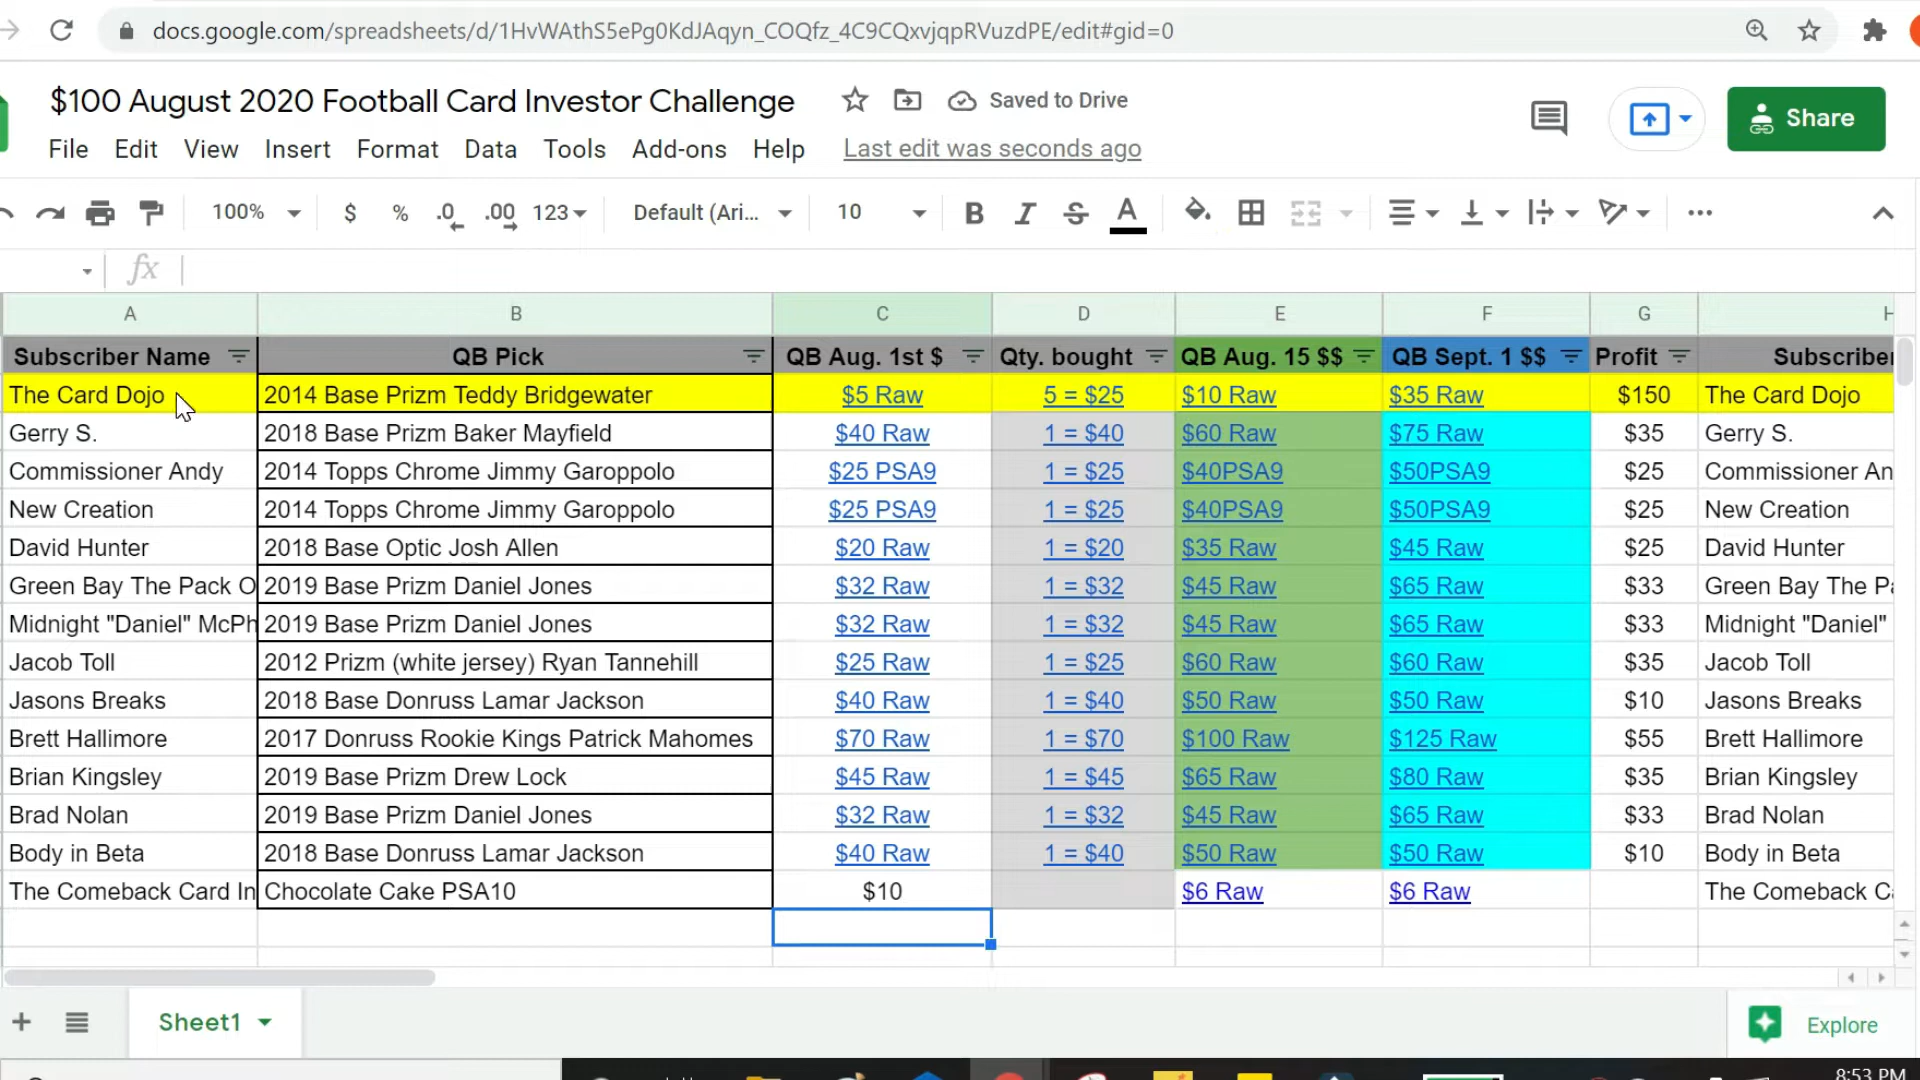 docs.google.com/spreadsheets/d/1HvWAthS5ePg0KdJAqyn_COQfz_4C9CQxvjqpRVuzdPE/edit#gid=0
$100 August 2020 Football Card Investor Challenge Saved to Drive
Share
File Edit View Insert Format Data Tools Add-ons Help Last edit was seconds ago
100% $ % .0 .00 123 Default (Ari... 10 B I S A
fx
A B C D E F G H
Subscriber Name QB Pick QB Aug. 1st $ Qty. bought QB Aug. 15 $$ QB Sept. 1 $$ Profit Subscriber
The Card Dojo 2014 Base Prizm Teddy Bridgewater $5 Raw 5 = $25 $10 Raw $35 Raw $150 The Card Dojo
Gerry S. 2018 Base Prizm Baker Mayfield $40 Raw 1 = $40 $60 Raw $75 Raw $35 Gerry S.
Commissioner Andy 2014 Topps Chrome Jimmy Garoppolo $25 PSA9 1 = $25 $40PSA9 $50PSA9 $25 Commissioner An
New Creation 2014 Topps Chrome Jimmy Garoppolo $25 PSA9 1 = $25 $40PSA9 $50PSA9 $25 New Creation
David Hunter 2018 Base Optic Josh Allen $20 Raw 1 = $20 $35 Raw $45 Raw $25 David Hunter
Green Bay The Pack O 2019 Base Prizm Daniel Jones $32 Raw 1 = $32 $45 Raw $65 Raw $33 Green Bay The Pa
Midnight "Daniel" McPh 2019 Base Prizm Daniel Jones $32 Raw 1 = $32 $45 Raw $65 Raw $33 Midnight "Daniel"
Jacob Toll 2012 Prizm (white jersey) Ryan Tannehill $25 Raw 1 = $25 $60 Raw $60 Raw $35 Jacob Toll
Jasons Breaks 2018 Base Donruss Lamar Jackson $40 Raw 1 = $40 $50 Raw $50 Raw $10 Jasons Breaks
Brett Hallimore 2017 Donruss Rookie Kings Patrick Mahomes $70 Raw 1 = $70 $100 Raw $125 Raw $55 Brett Hallimore
Brian Kingsley 2019 Base Prizm Drew Lock $45 Raw 1 = $45 $65 Raw $80 Raw $35 Brian Kingsley
Brad Nolan 2019 Base Prizm Daniel Jones $32 Raw 1 = $32 $45 Raw $65 Raw $33 Brad Nolan
Body in Beta 2018 Base Donruss Lamar Jackson $40 Raw 1 = $40 $50 Raw $50 Raw $10 Body in Beta
The Comeback Card In Chocolate Cake PSA10 $10 $6 Raw $6 Raw The Comeback Ca
Sheet1 Explore
8:53 PM